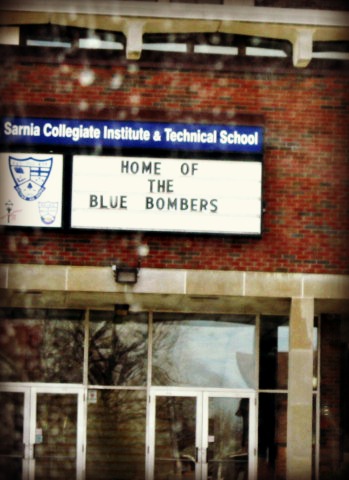 Sarnia Collegiate Institute & Technical School
HOME OF
THE
BLUE BOMBERS